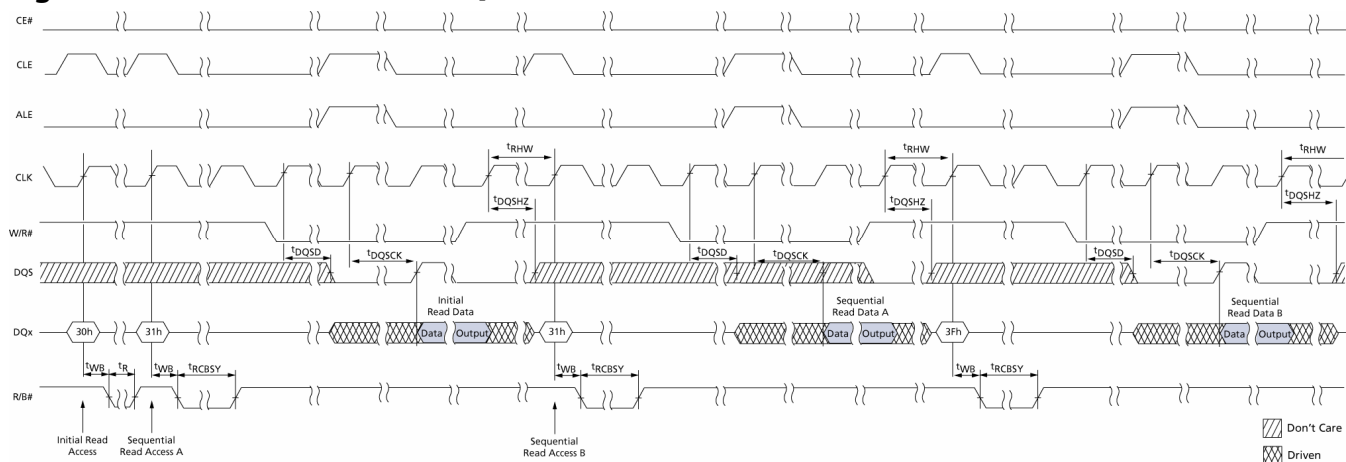 CE#
CLE
ALE
tRHW tRHW tRHW
CLK
tDQSHZ tDQSHZ tDQSHZ
W/R#
tDQSD tDQSCK tDQSD tDQSCK tDQSD tDQSCK
DQS
Initial
Read Data
Sequential
Read Data A
Sequential
Read Data B
DQx 30h 31h Data Output 31h Data Output 3Fh Data Output
tWB tR tWB tRCBSY tWB tRCBSY tWB tRCBSY
R/B#
Initial Read
Access
Sequential
Read Access A
Sequential
Read Access B
Don't Care
Driven